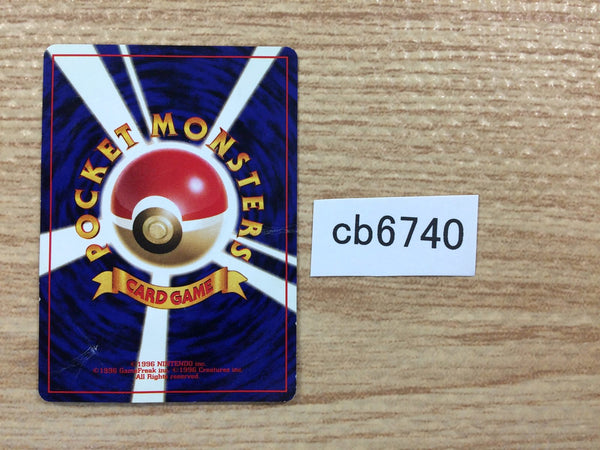 POCKET MONSTERS
CARD GAME
©1996 NINTENDO inc.
©1996 GameFreak inc. ©1996 Creatures inc.
All Rights reserved.
cb6740